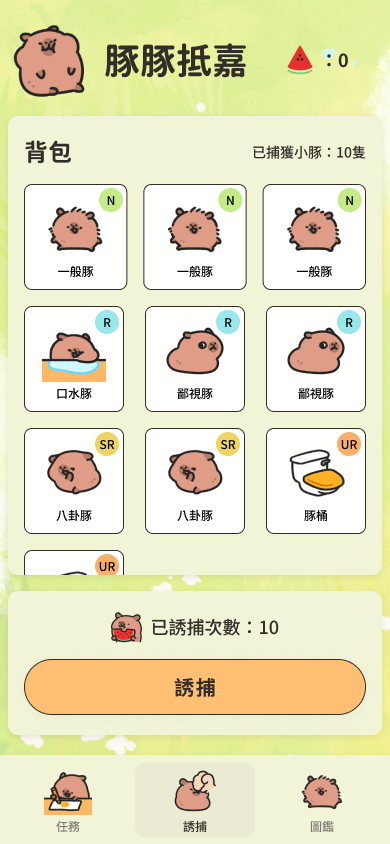 豚豚抵嘉
：0
背包
已捕獲小豚：10隻
N
N
N
一般豚
一般豚
一般豚
R
R
R
口水豚
鄙視豚
鄙視豚
SR
SR
UR
八卦豚
八卦豚
豚桶
UR
已誘捕次數：10
誘捕
任務
誘捕
圖鑑